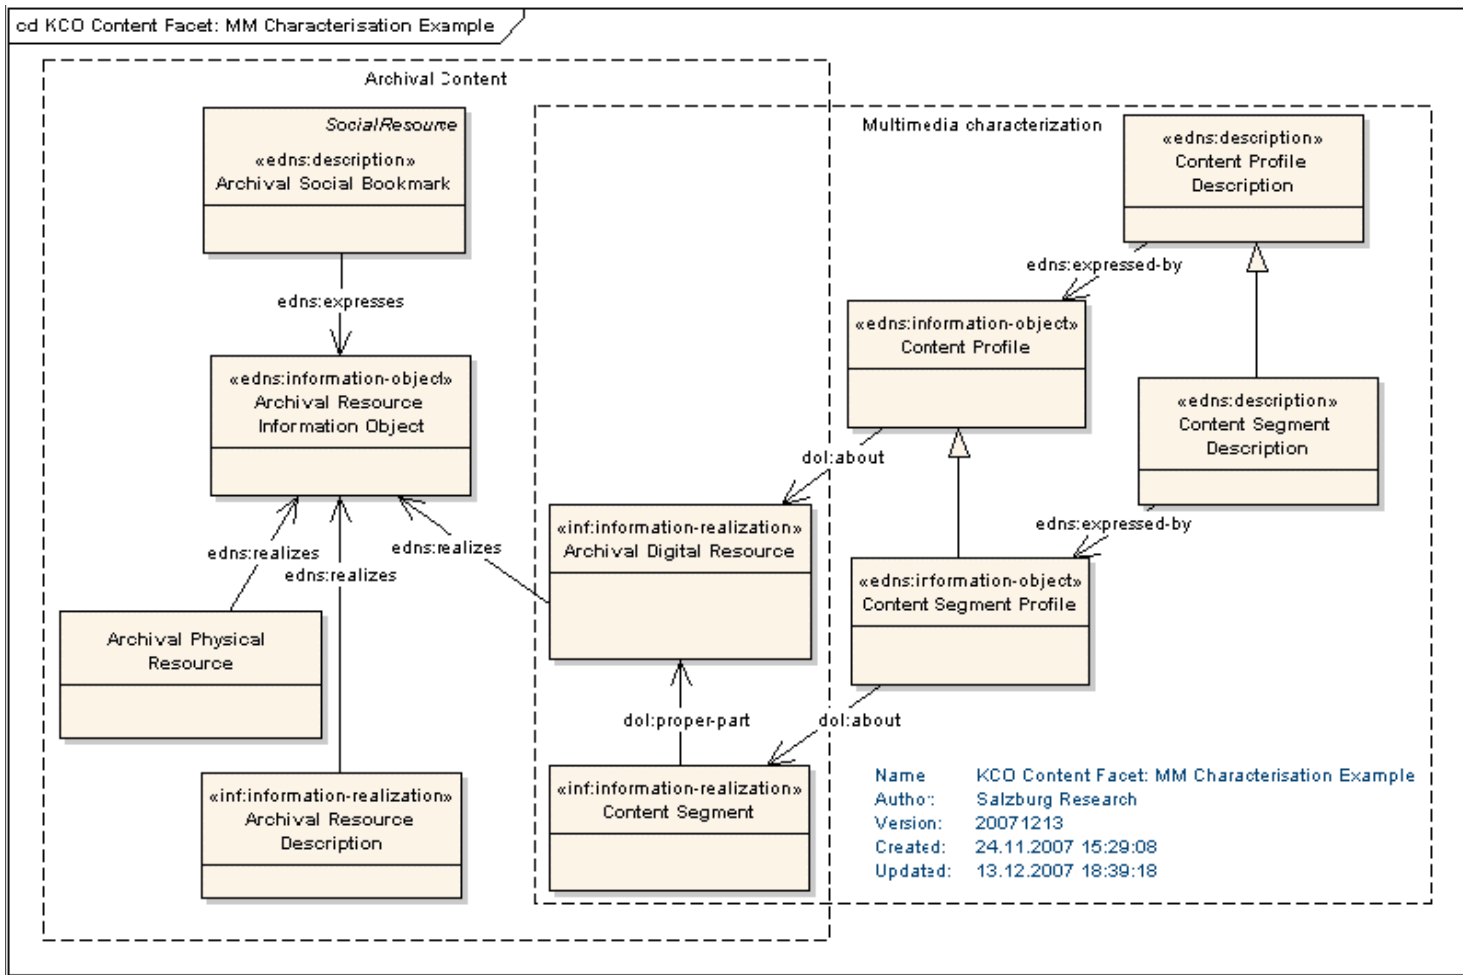 cd KCO Content Facet: MM Characterisation Example
Archival Content
SocialResource
«edns:description»
Archival Social Bookmark
edns:expresses
«edns:information-object»
Archival Resource
Information Object
edns:realizes
edns:realizes
edns:realizes
Archival Physical
Resource
«inf:information-realization»
Archival Resource
Description
Multimedia characterization
«edns:description»
Content Profile
Description
edns:expressed-by
«edns:information-object»
Content Profile
«edns:description»
Content Segment
Description
dol:about
edns:expressed-by
«inf:information-realization»
Archival Digital Resource
«edns:information-object»
Content Segment Profile
dol:proper-part
dol:about
«inf:information-realization»
Content Segment
Name KCO Content Facet: MM Characterisation Example
Author: Salzburg Research
Version: 20071213
Created: 24.11.2007 15:29:08
Updated: 13.12.2007 18:39:18